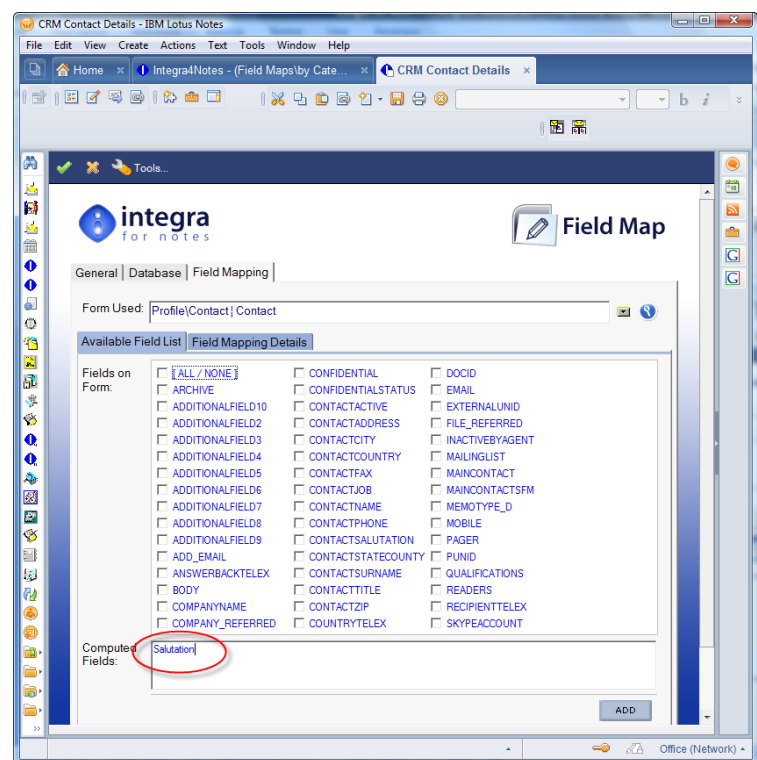 CRM Contact Details - IBM Lotus Notes
File Edit View Create Actions Text Tools Window Help
Home Integra4Notes - (Field Maps\by Cate... CRM Contact Details
b i
Tools...
integra
for notes
Field Map
General Database Field Mapping
Form Used: Profile\Contact¦ Contact
Available Field List Field Mapping Details
Fields on Form:
[ ALL / NONE ] CONFIDENTIAL DOCID
ARCHIVE CONFIDENTIALSTATUS EMAIL
ADDITIONALFIELD10 CONTACTACTIVE EXTERNALUNID
ADDITIONALFIELD2 CONTACTADDRESS FILE_REFERRED
ADDITIONALFIELD3 CONTACTCITY INACTIVEBYAGENT
ADDITIONALFIELD4 CONTACTCOUNTRY MAILINGLIST
ADDITIONALFIELD5 CONTACTFAX MAINCONTACT
ADDITIONALFIELD6 CONTACTJOB MAINCONTACTSFM
ADDITIONALFIELD7 CONTACTNAME MEMOTYPE_D
ADDITIONALFIELD8 CONTACTPHONE MOBILE
ADDITIONALFIELD9 CONTACTSALUTATION PAGER
ADD_EMAIL CONTACTSTATECOUNTY PUNID
ANSWERBACKTELEX CONTACTSURNAME QUALIFICATIONS
BODY CONTACTTITLE READERS
COMPANYNAME CONTACTZIP RECIPIENTTELEX
COMPANY_REFERRED COUNTRYTELEX SKYPEACCOUNT
Computed Fields:
Salutation
ADD
Office (Network)